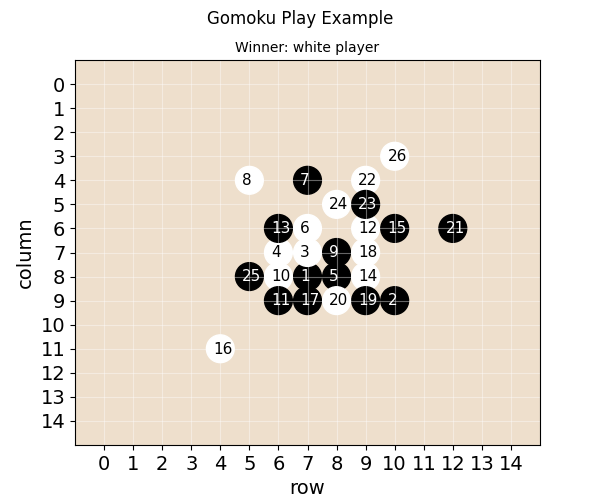 Gomoku Play Example
Winner: white player
0
1
2
3 26
4 8 7 22
5 24 23
6 13 6 12 15 21
7 4 3 9 18
8 25 10 1 5 14
9 11 17 20 19 2
10
11 16
12
13
14
column
0 1 2 3 4 5 6 7 8 9 10 11 12 13 14
row